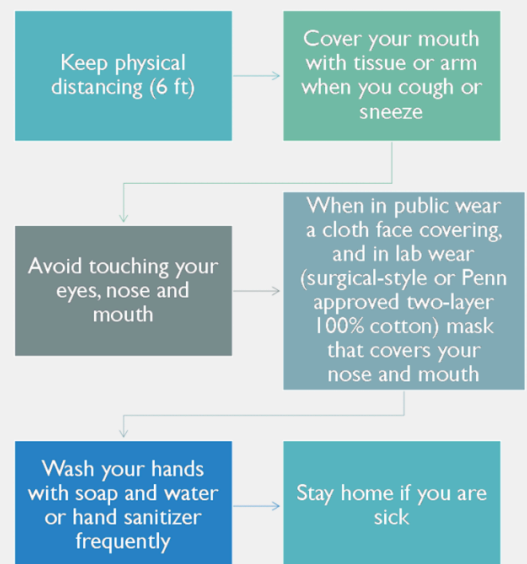 Keep physical
distancing (6 ft)
Cover your mouth
with tissue or arm
when you cough or
sneeze
Avoid touching your
eyes, nose and
mouth
When in public wear
a cloth face covering,
and in lab wear
(surgical-style or Penn
approved two-layer
100% cotton) mask
that covers your
nose and mouth
Wash your hands
with soap and water
or hand sanitizer
frequently
Stay home if you are
sick